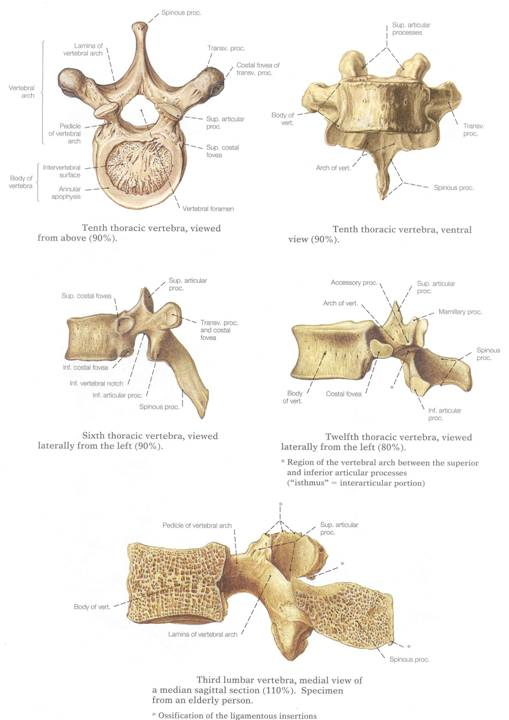 Spinous proc.
Lamina of
vertebral arch
Transv. proc.
Costal fovea of
transv. proc.
Vertebral
arch
Pedicle
of vertebral
arch
Sup. articular
proc.
Sup. costal
fovea
Body of
vertebra
Intervertebral
surface
Annular
apophysis
Vertebral foramen
Tenth thoracic vertebra, viewed
from above (90%).
Sup. articular
processes
Body of
vert.
Transv.
proc.
Arch of vert.
Spinous proc.
Tenth thoracic vertebra, ventral
view (90%).
Sup. articular
proc.
Sup. costal fovea
Transv. proc.
and costal
fovea
Inf. costal fovea
Inf. vertebral notch
Inf. articular proc.
Spinous proc.
Sixth thoracic vertebra, viewed
laterally from the left (90%).
Accessory proc.
Sup. articular
proc.
Arch of vert.
Mamillary proc.
Spinous
proc.
Body
of vert.
Costal fovea
*
Inf. articular
proc.
Twelfth thoracic vertebra, viewed
laterally from the left (80%).
* Region of the vertebral arch between the superior
and inferior articular processes
("isthmus" = interarticular portion)
*
Pedicle of vertebral arch
Sup. articular
proc.
*
Body of vert.
Lamina of vertebral arch
*
Spinous proc.
Third lumbar vertebra, medial view of
a median sagittal section (110%). Specimen
from an elderly person.
* Ossification of the ligamentous insertions